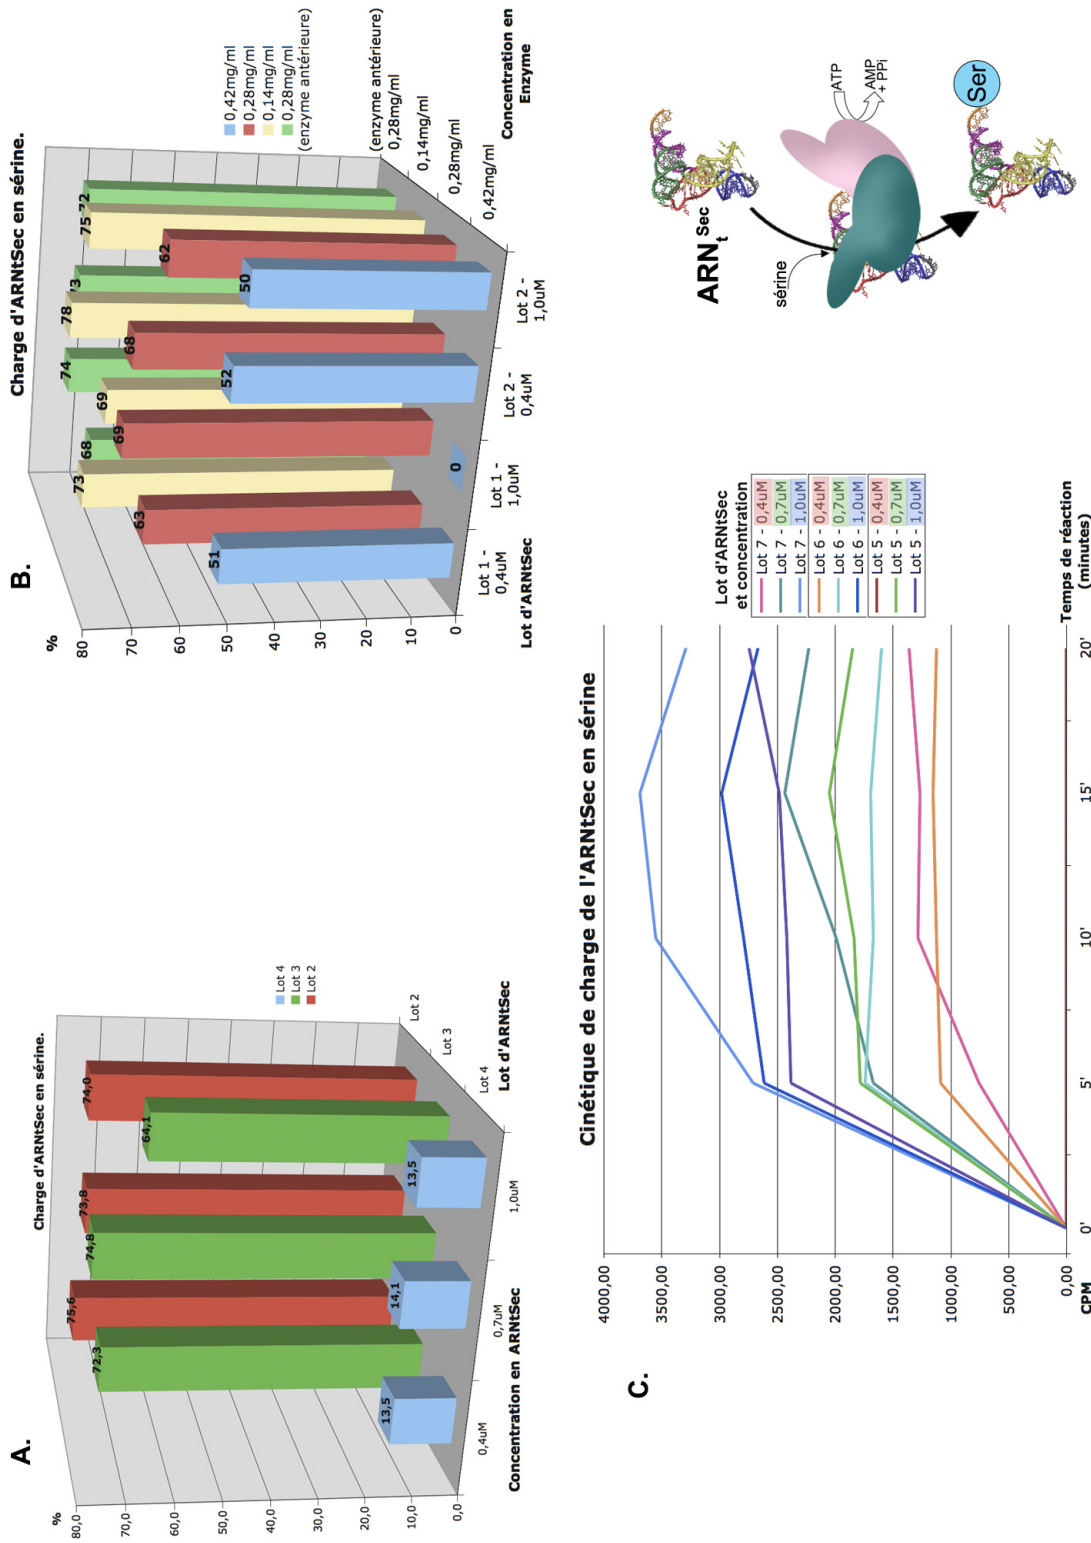 A.
Charge d'ARNtSec en sérine.
%
80,0
70,0
60,0
50,0
40,0
30,0
20,0
10,0
0,0
72,3
75,6
74,8
73,8
64,1
74,0
13,5
14,1
13,5
0,4uM
0,7uM
1,0uM
Concentration en ARNtSec
Lot 4
Lot 3
Lot 2
Lot d'ARNtSec
Lot 4
Lot 3
Lot 2
B.
Charge d'ARNtSec en sérine.
%
80
70
60
50
40
30
20
10
0
51
63
73
68
0
69
69
74
52
68
78
73
50
62
75
72
Lot 1 -
0,4uM
Lot 1 -
1,0uM
Lot 2 -
0,4uM
Lot 2 -
1,0uM
Lot d'ARNtSec
0,42mg/ml
0,28mg/ml
0,14mg/ml
0,28mg/ml
(enzyme antérieure)
(enzyme antérieure)
0,28mg/ml
0,14mg/ml
0,28mg/ml
0,42mg/ml
Concentration en
Enzyme
C.
Cinétique de charge de l'ARNtSec en sérine
4000,00
3500,00
3000,00
2500,00
2000,00
1500,00
1000,00
500,00
0,00
CPM
0'
5'
10'
15'
20'
Temps de réaction
(minutes)
Lot d'ARNtSec
et concentration
Lot 7 - 0,4uM
Lot 7 - 0,7uM
Lot 7 - 1,0uM
Lot 6 - 0,4uM
Lot 6 - 0,7uM
Lot 6 - 1,0uM
Lot 5 - 0,4uM
Lot 5 - 0,7uM
Lot 5 - 1,0uM
ARNt Sec
sérine
ATP
AMP
+ PPi
Ser